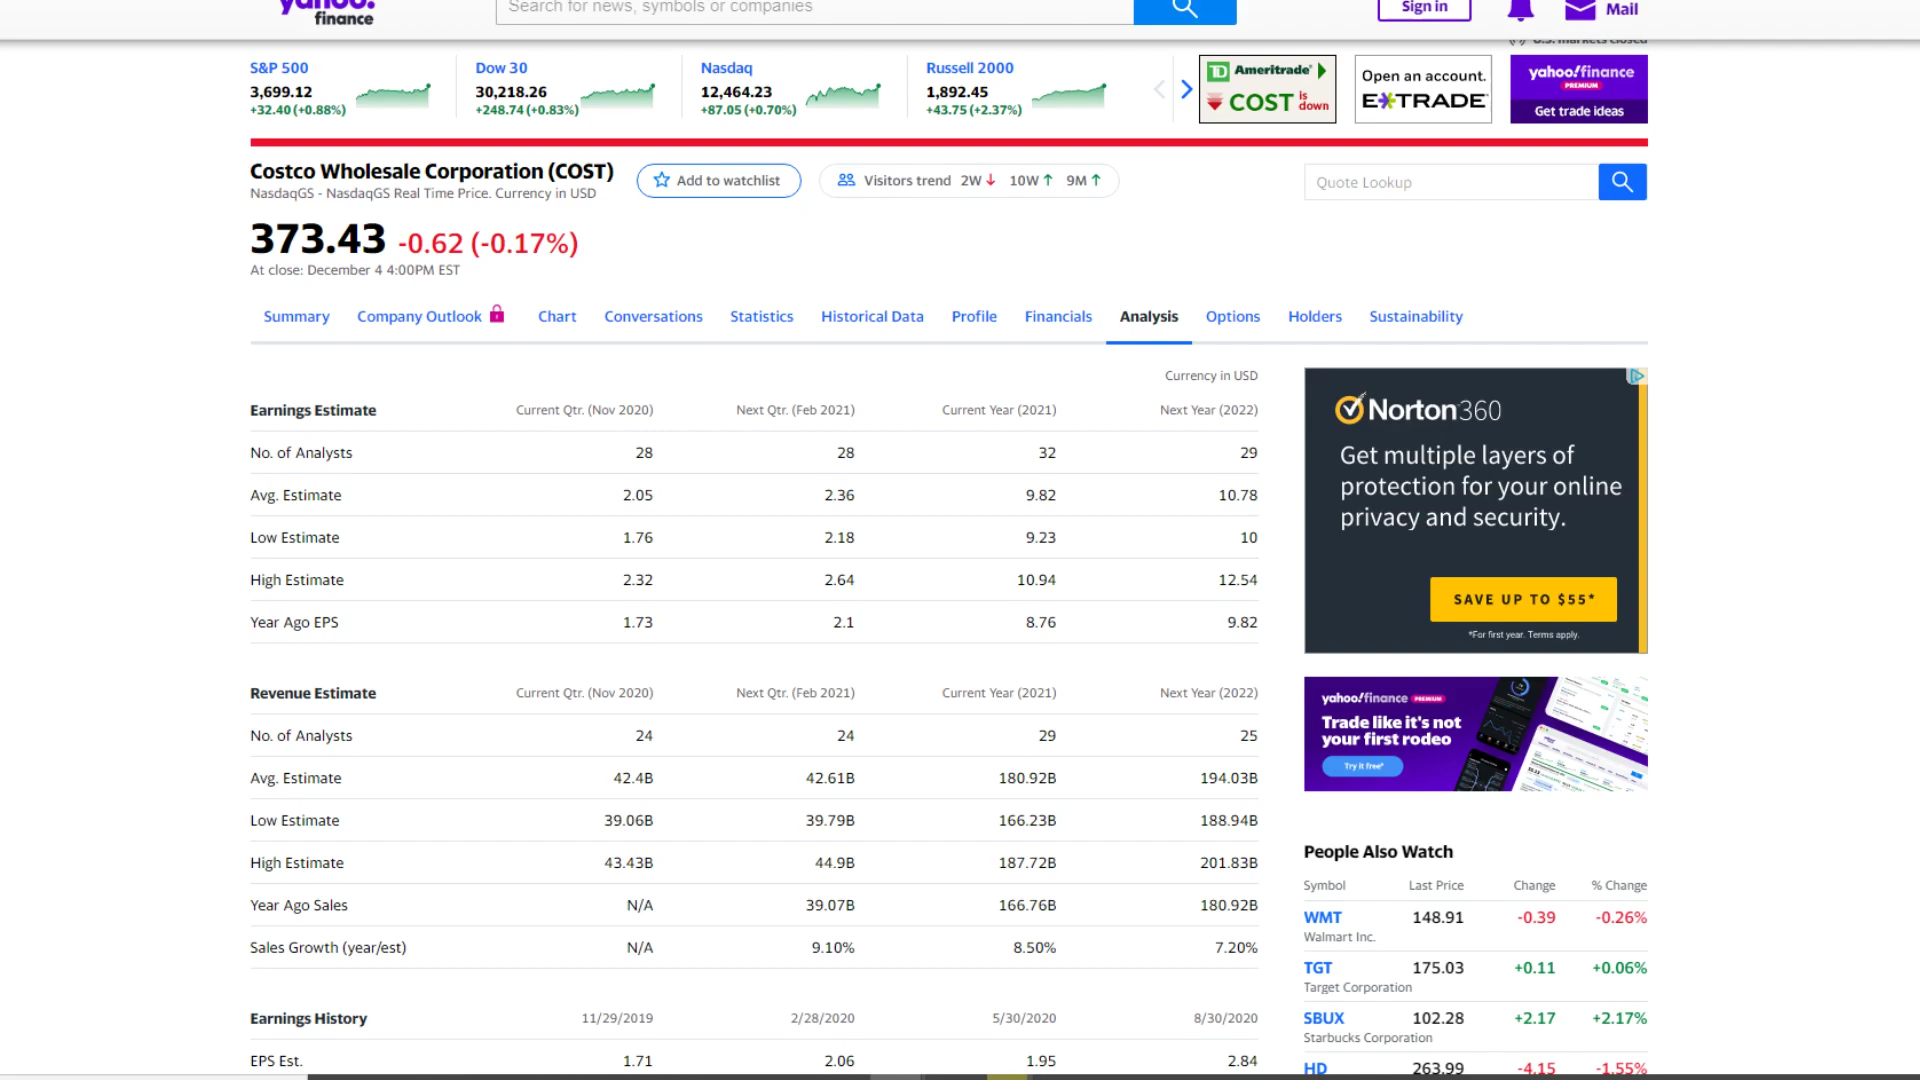 yahoo!
finance
Search for news, symbols or companies
Sign in
Mail
U.S. markets closed
S&P 500
3,699.12
+32.40 (+0.88%)
Dow 30
30,218.26
+248.74 (+0.83%)
Nasdaq
12,464.23
+87.05 (+0.70%)
Russell 2000
1,892.45
+43.75 (+2.37%)
TD Ameritrade
COST is down
Open an account.
E*TRADE
yahoo!finance
PREMIUM
Get trade ideas
Costco Wholesale Corporation (COST)
NasdaqGS - NasdaqGS Real Time Price. Currency in USD
Add to watchlist
Visitors trend 2W ↓ 10W ↑ 9M ↑
Quote Lookup
373.43 -0.62 (-0.17%)
At close: December 4 4:00PM EST
Summary Company Outlook Chart Conversations Statistics Historical Data Profile Financials Analysis Options Holders Sustainability
Currency in USD
Earnings Estimate Current Qtr. (Nov 2020) Next Qtr. (Feb 2021) Current Year (2021) Next Year (2022)
No. of Analysts 28 28 32 29
Avg. Estimate 2.05 2.36 9.82 10.78
Low Estimate 1.76 2.18 9.23 10
High Estimate 2.32 2.64 10.94 12.54
Year Ago EPS 1.73 2.1 8.76 9.82
Revenue Estimate Current Qtr. (Nov 2020) Next Qtr. (Feb 2021) Current Year (2021) Next Year (2022)
No. of Analysts 24 24 29 25
Avg. Estimate 42.4B 42.61B 180.92B 194.03B
Low Estimate 39.06B 39.79B 166.23B 188.94B
High Estimate 43.43B 44.9B 187.72B 201.83B
Year Ago Sales N/A 39.07B 166.76B 180.92B
Sales Growth (year/est) N/A 9.10% 8.50% 7.20%
Earnings History 11/29/2019 2/28/2020 5/30/2020 8/30/2020
EPS Est. 1.71 2.06 1.95 2.84
Norton 360
Get multiple layers of
protection for your online
privacy and security.
SAVE UP TO $55*
*For first year. Terms apply.
yahoo!finance PREMIUM
Trade like it's not
your first rodeo
Try it free*
People Also Watch
Symbol Last Price Change % Change
WMT 148.91 -0.39 -0.26%
Walmart Inc.
TGT 175.03 +0.11 +0.06%
Target Corporation
SBUX 102.28 +2.17 +2.17%
Starbucks Corporation
HD 263.99 -4.15 -1.55%